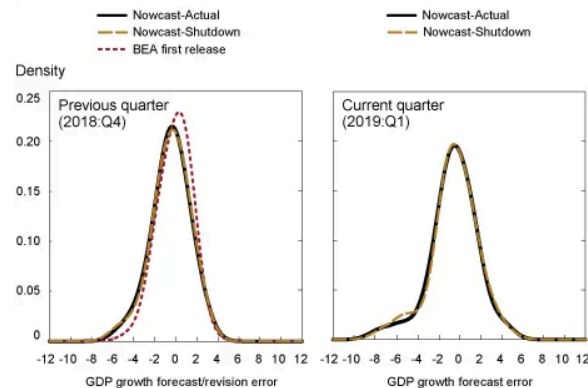 Nowcast-Actual
Nowcast-Shutdown
BEA first release
Nowcast-Actual
Nowcast-Shutdown
Density
Previous quarter
(2018:Q4)
0.25
0.20
0.15
0.10
0.05
0
-12 -10 -8 -6 -4 -2 0 2 4 6 8 10 12
GDP growth forecast/revision error
Current quarter
(2019:Q1)
-12 -10 -8 -6 -4 -2 0 2 4 6 8 10 12
GDP growth forecast error